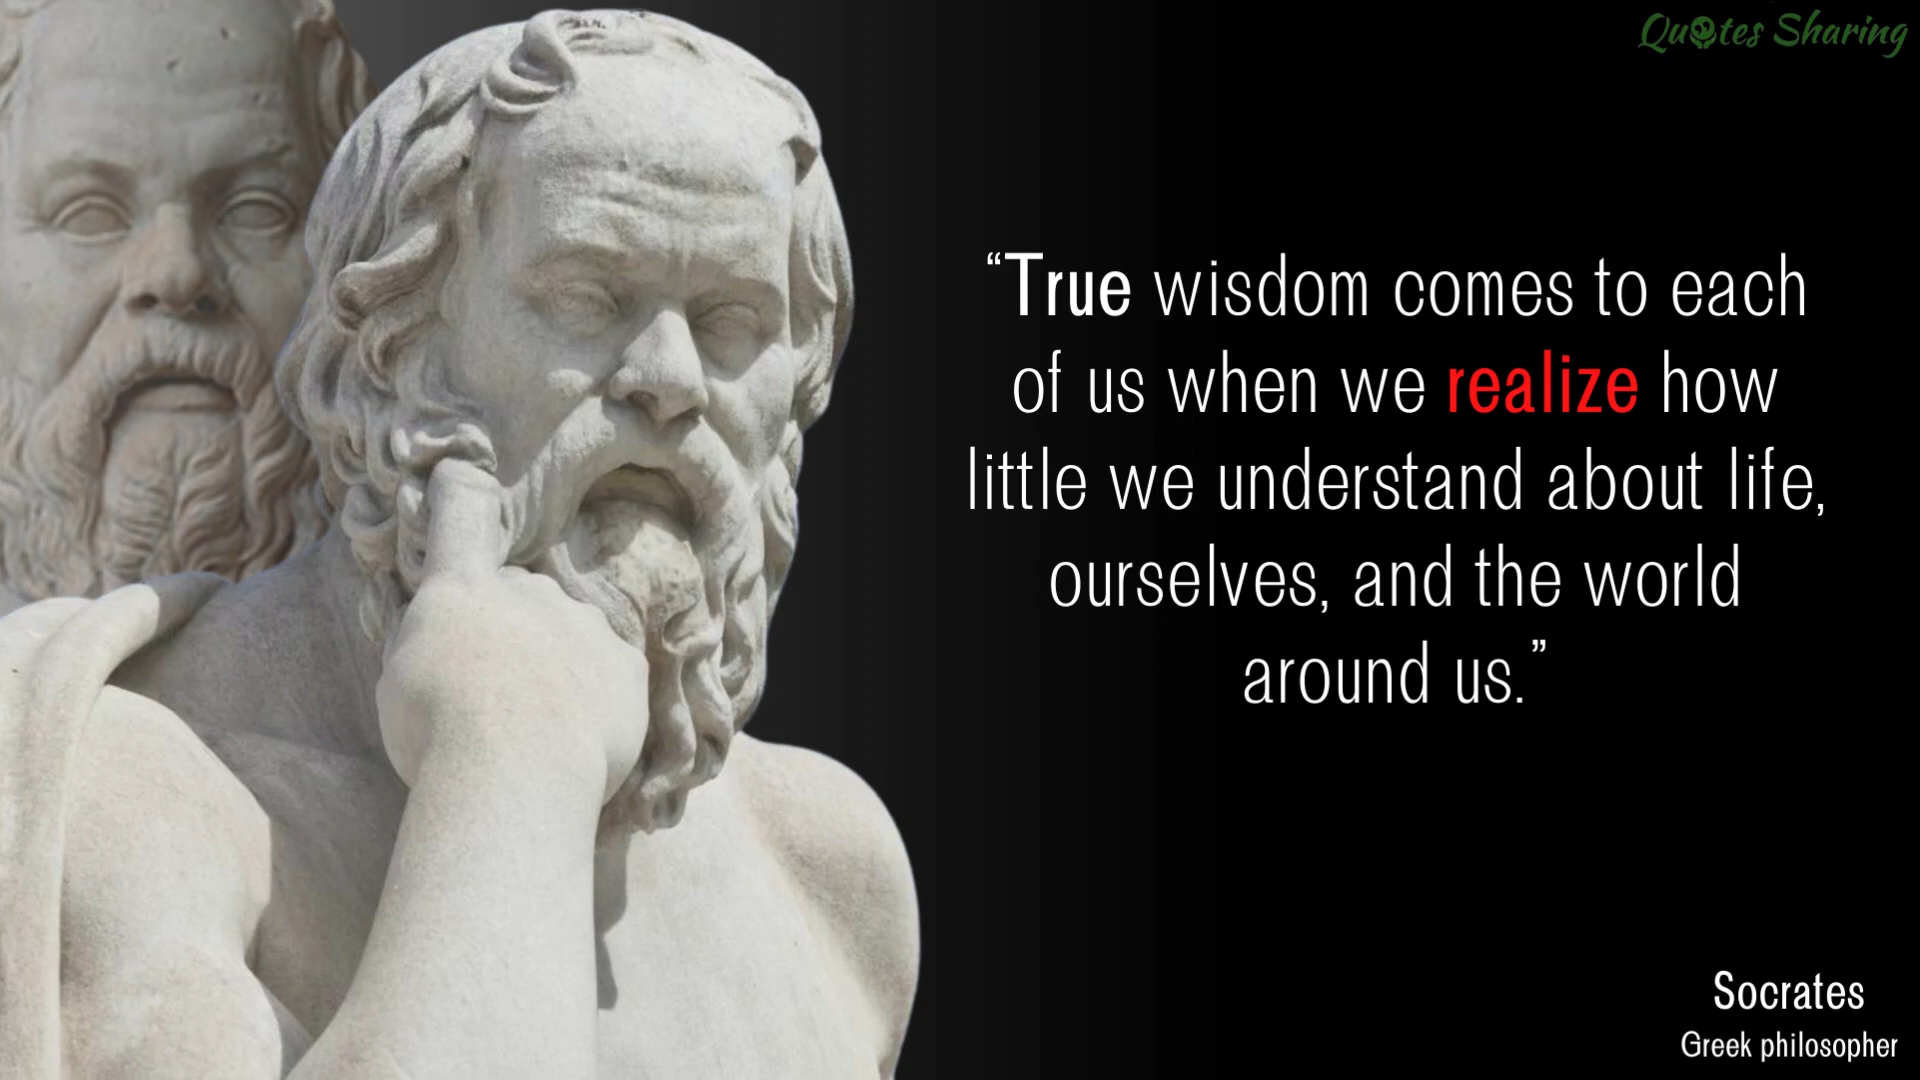 Quotes Sharing
“True wisdom comes to each
of us when we realize how
little we understand about life,
ourselves, and the world
around us.”
Socrates
Greek philosopher